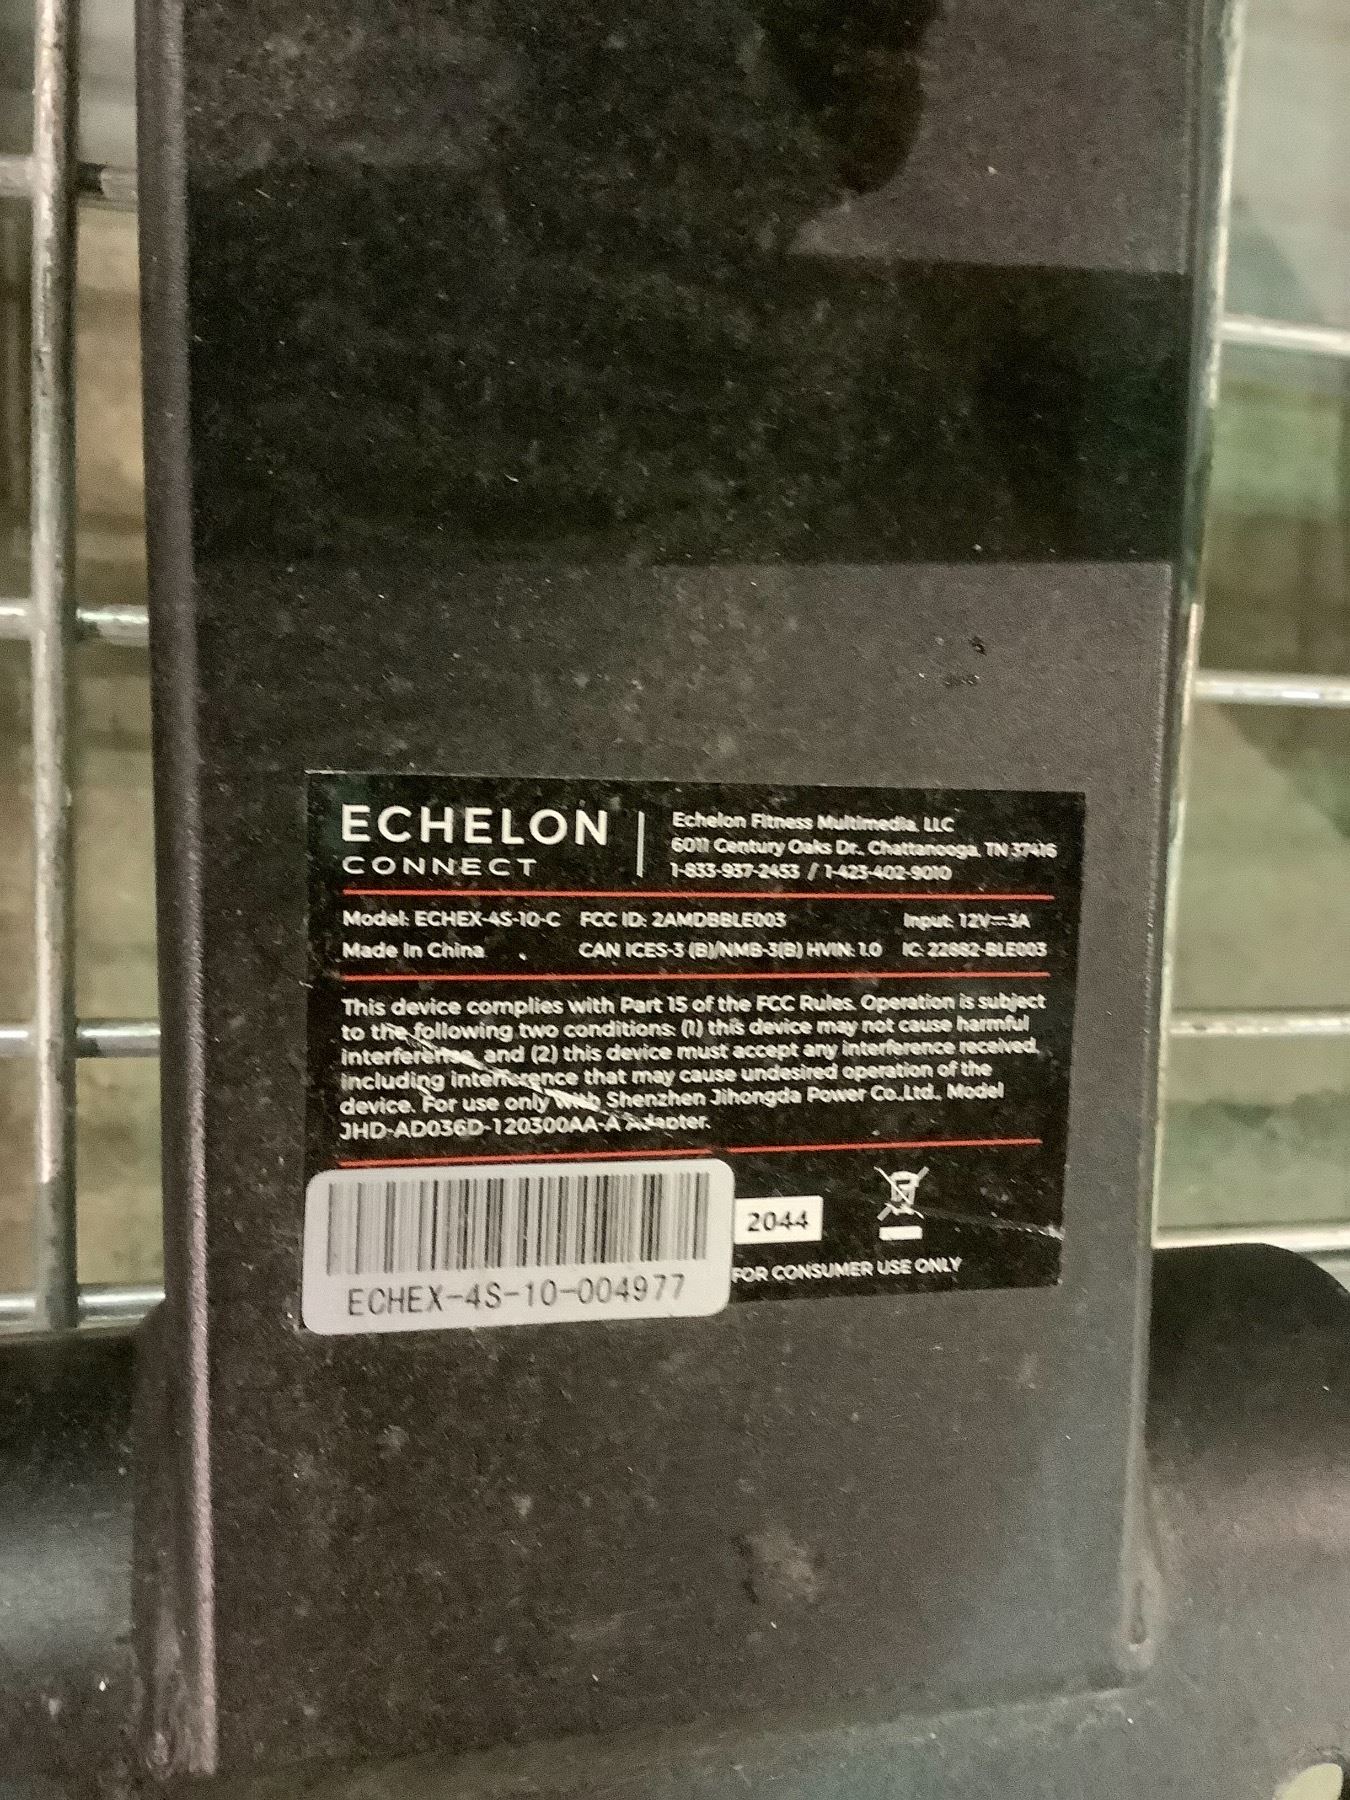 ECHELON
CONNECT
Echelon Fitness Multimedia, LLC
6011 Century Oaks Dr., Chattanooga, TN 37416
1-833-937-2453 / 1-423-402-9010
Model: ECHEX-4S-10-C FCC ID: 2AMDBBLE003 Input: 12V⎓3A
Made In China CAN ICES-3 (B)/NMB-3(B) HVIN: 1.0 IC: 22882-BLE003
This device complies with Part 15 of the FCC Rules. Operation is subject
to the following two conditions: (1) this device may not cause harmful
interference, and (2) this device must accept any interference received,
including interference that may cause undesired operation of the
device. For use only with Shenzhen Jihongda Power Co.,Ltd., Model
JHD-AD036D-120300AA-A Adapter.
2044
ECHEX-4S-10-004977
FOR CONSUMER USE ONLY